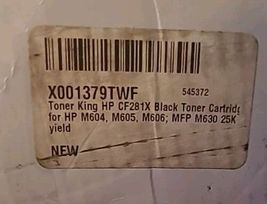 X001379TWF
545372
Toner King HP CF281X Black Toner Cartridg
for HP M604, M605, M606; MFP M630 25K
yield
NEW